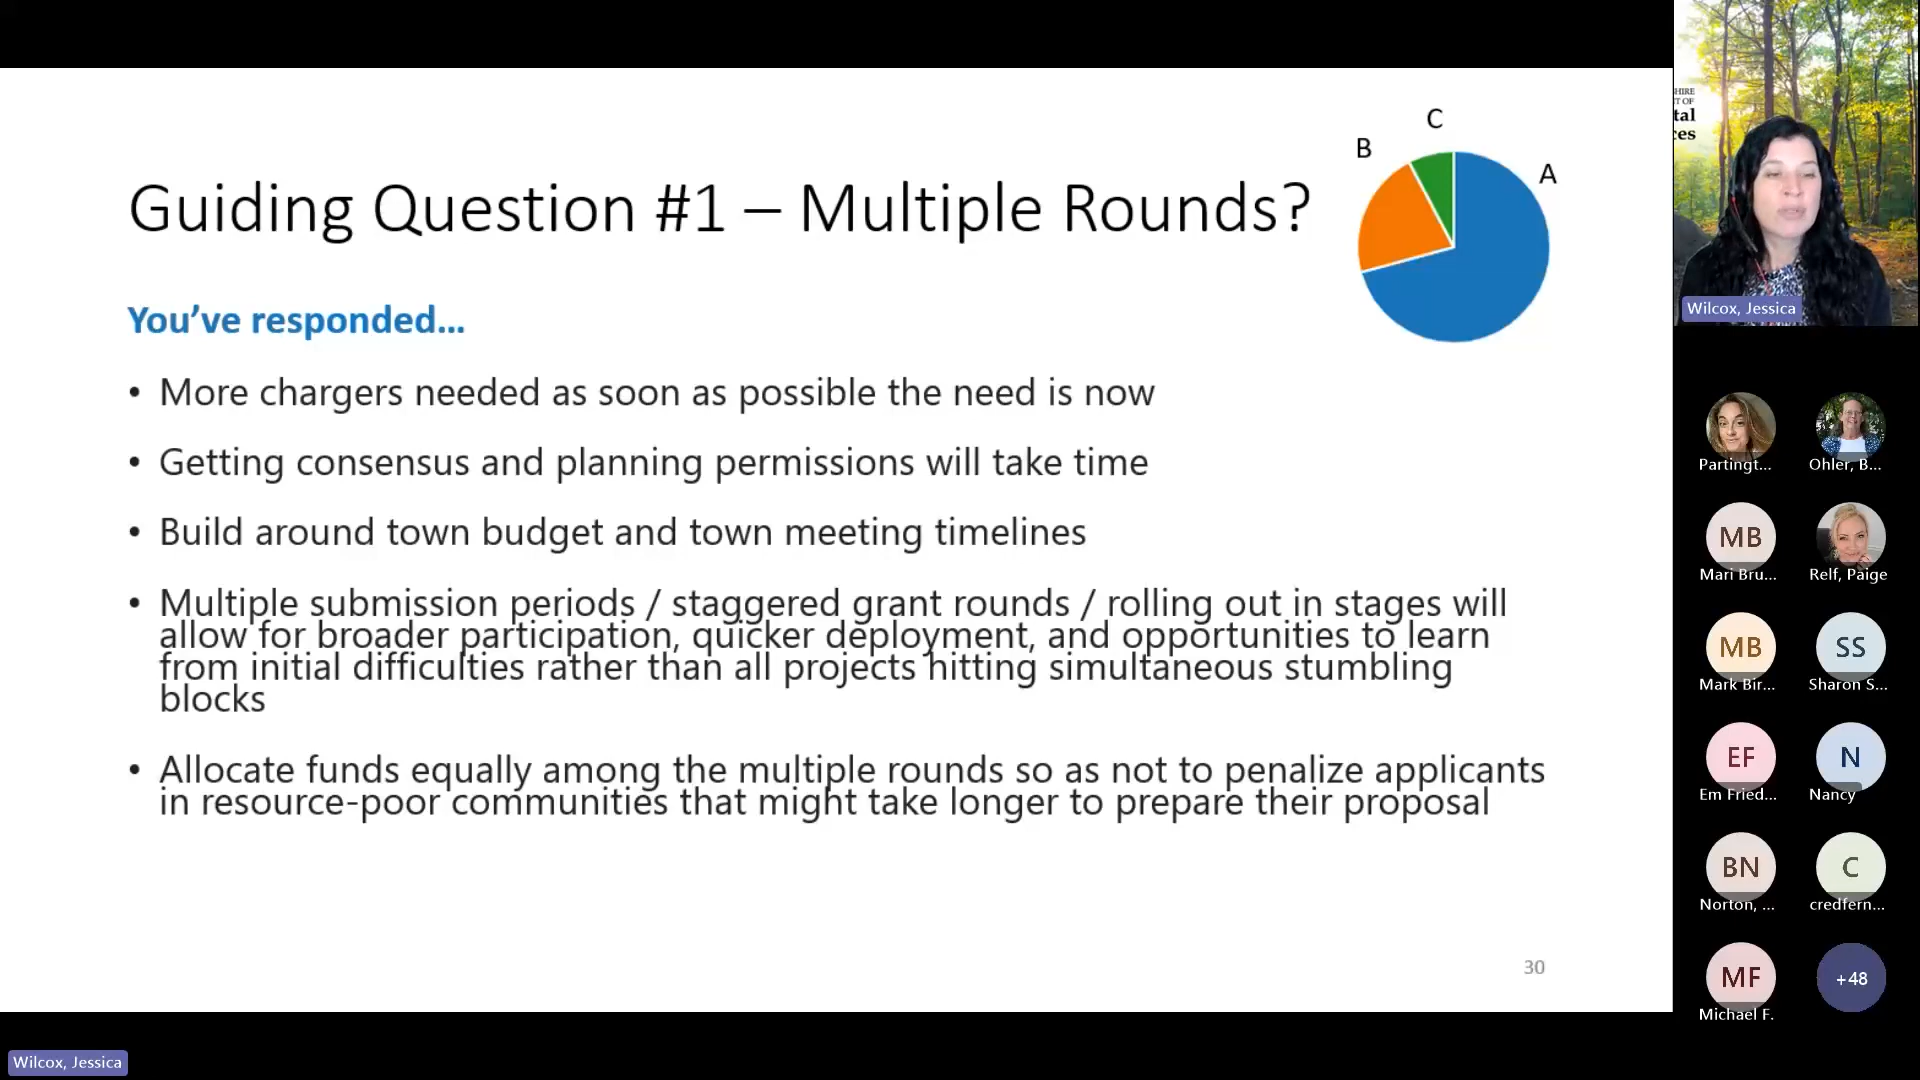 C
B
A
Guiding Question #1 – Multiple Rounds?
You've responded...
• More chargers needed as soon as possible the need is now
• Getting consensus and planning permissions will take time
• Build around town budget and town meeting timelines
• Multiple submission periods / staggered grant rounds / rolling out in stages will
allow for broader participation, quicker deployment, and opportunities to learn
from initial difficulties rather than all projects hitting simultaneous stumbling
blocks
• Allocate funds equally among the multiple rounds so as not to penalize applicants
in resource-poor communities that might take longer to prepare their proposal
30
HIRE
T OF
tal
ces
Wilcox, Jessica
Partingt...
Ohler, B...
MB
Mari Bru...
Relf, Paige
MB
Mark Bir...
SS
Sharon S...
EF
Em Fried...
N
Nancy
BN
Norton, ...
C
credfern...
MF
Michael F.
+48
Wilcox, Jessica